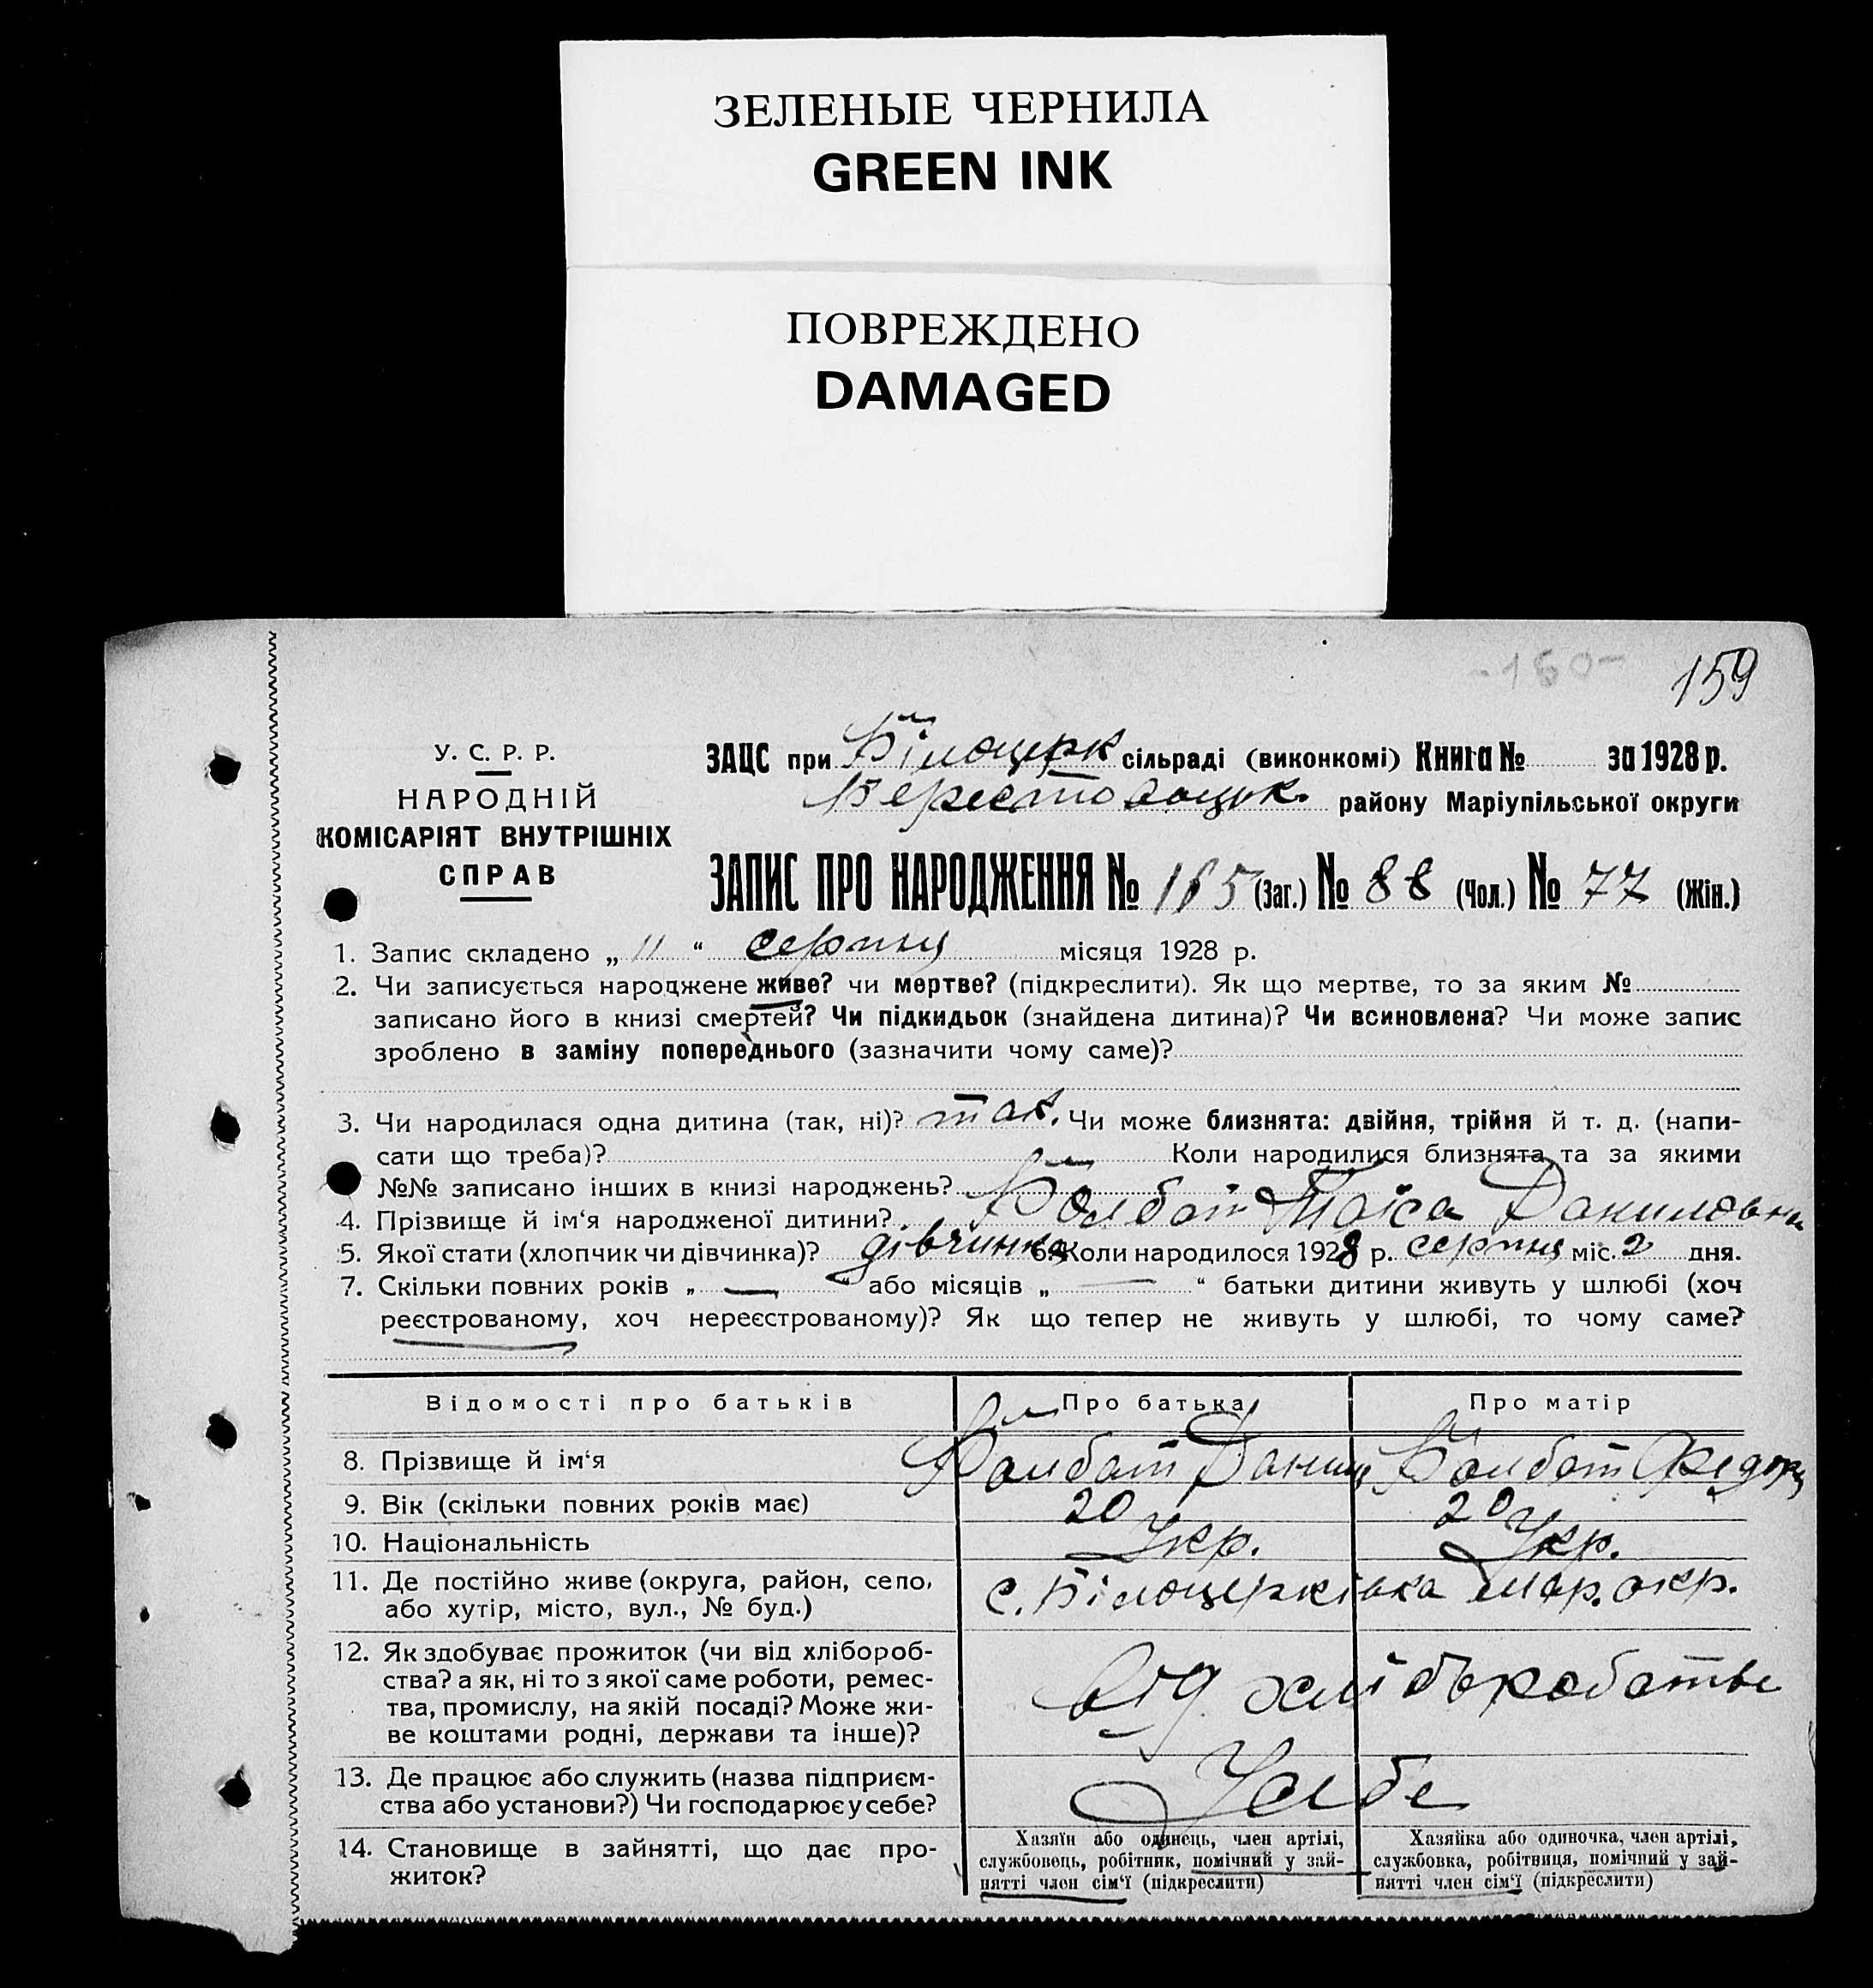 ЗЕЛЕНЫЕ ЧЕРНИЛА
GREEN INK
ПОВРЕЖДЕНО
DAMAGED
-160-
159
У. С. Р. Р.
НАРОДНІЙ
КОМІСАРІЯТ ВНУТРІШНІХ
СПРАВ
ЗАЦС при Білоцерк сільраді (виконкомі) Книга № за 1928 р.
Берестовацьк. району Маріупільської округи
ЗАПИС ПРО НАРОДЖЕННЯ № 165 (Заг.) № 88 (Чол.) № 77 (Жін.)
1. Запис складено „ 11 “ серпня місяця 1928 р.
2. Чи записується народжене живе? чи мертве? (підкреслити). Як що мертве, то за яким №
записано його в книзі смертей? Чи підкидьок (знайдена дитина)? Чи всиновлена? Чи може запис
зроблено в заміну попереднього (зазначити чому саме)?
3. Чи народилася одна дитина (так, ні)? так. Чи може близнята: двійня, трійня й т. д. (напи-
сати що треба)? Коли народилися близнята та за якими
№№ записано інших в книзі народжень?
4. Прізвище й ім‘я народженої дитини? Болбат Таїса Даниловна
5. Якої стати (хлопчик чи дівчинка)? дівчинка 6. Коли народилося 1928 р. серпня міс. 2 дня.
7. Скільки повних років „ — “ або місяців „ — “ батьки дитини живуть у шлюбі (хоч
реєстрованому, хоч нереєстрованому)? Як що тепер не живуть у шлюбі, то чому саме?
Відомості про батьків Про батька Про матір
8. Прізвище й ім‘я Болбат Данило Болбат
9. Вік (скільки повних років має) 20 20
10. Національність Укр. Укр.
11. Де постійно живе (округа, район, село,
або хутір, місто, вул., № буд.) с. Білоцерківка Мар. окр.
12. Як здобуває прожиток (чи від хлібороб-
ства? а як, ні то з якої саме роботи, ремес-
тва, промислу, на якій посаді? Може жи-
ве коштами родні, держави та інше)? від
13. Де працює або служить (назва підприєм-
ства або установи?) Чи господарює у себе? У себе
14. Становище в зайнятті, що дає про-
житок?
Хазяїн або одинець, член артілі,
службовець, робітник, помічний у зай-
нятті член сім‘ї (підкреслити)
Хазяйка або одиночка, член артілі,
службовка, робітниця, помічний у зай-
нятті член сім‘ї (підкреслити)